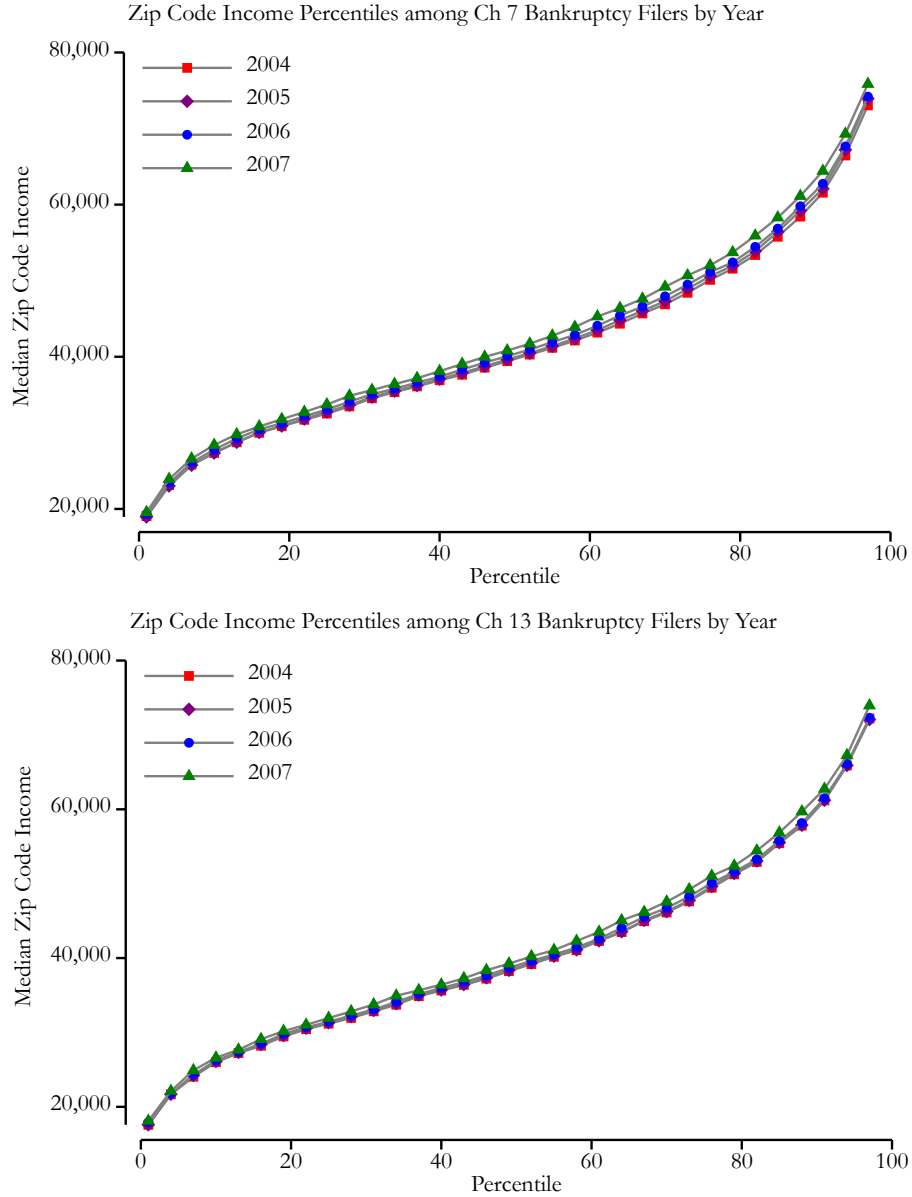 Zip Code Income Percentiles among Ch 7 Bankruptcy Filers by Year
80,000
60,000
40,000
20,000
Median Zip Code Income
2004
2005
2006
2007
0 20 40 60 80 100
Percentile
Zip Code Income Percentiles among Ch 13 Bankruptcy Filers by Year
80,000
60,000
40,000
20,000
Median Zip Code Income
2004
2005
2006
2007
0 20 40 60 80 100
Percentile